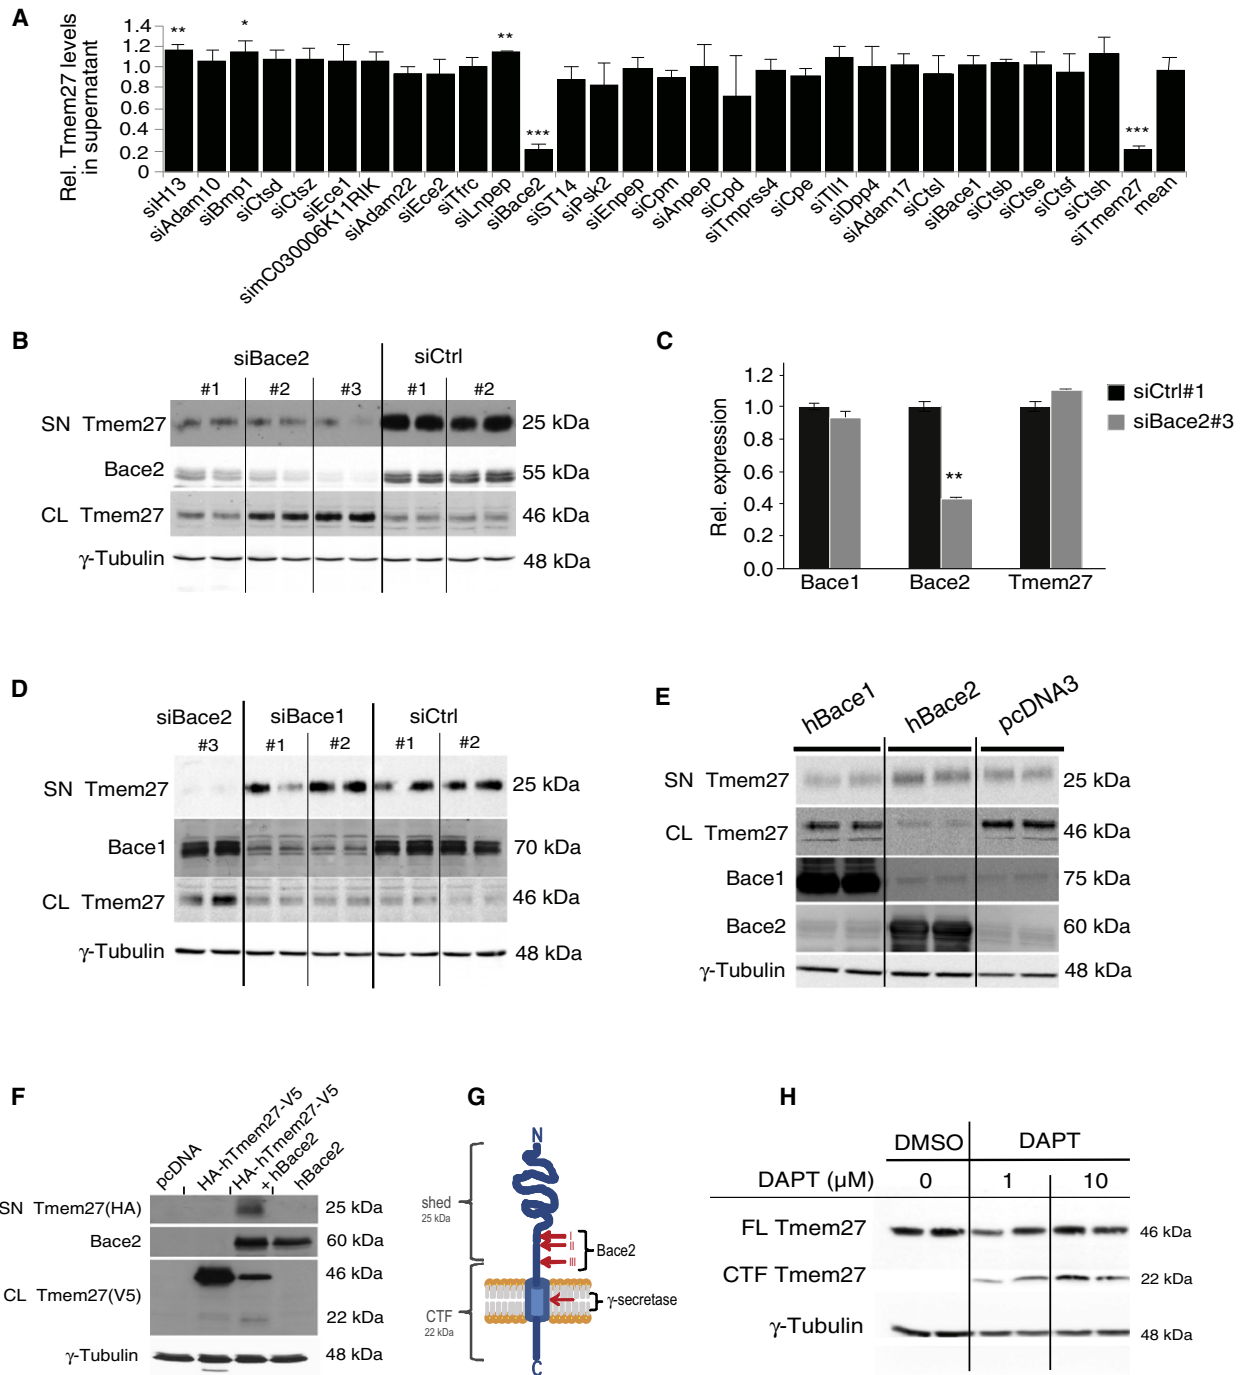 A
Rel. Tmem27 levels
in supernatant
1.4
1.2
1.0
0.8
0.6
0.4
0.2
0
** * ** *** ***
siH13
siAdam10
siBmp1
siCtsd
siCtsz
siEce1
simC030006K11RIK
siAdam22
siEce2
siTfrc
siLnpep
siBace2
siST14
siPsk2
siEnpep
siCpm
siAnpep
siCpd
siTmprss4
siCpe
siTll1
siDpp4
siAdam17
siCtsl
siBace1
siCtsb
siCtse
siCtsf
siCtsh
siTmem27
mean
B
siBace2 siCtrl
#1 #2 #3 #1 #2
SN Tmem27 25 kDa
Bace2 55 kDa
CL Tmem27 46 kDa
γ-Tubulin 48 kDa
C
Rel. expression
1.2
1.0
0.8
0.6
0.4
0.2
0.0
**
Bace1 Bace2 Tmem27
siCtrl#1
siBace2#3
D
siBace2 siBace1 siCtrl
#3 #1 #2 #1 #2
SN Tmem27 25 kDa
Bace1 70 kDa
CL Tmem27 46 kDa
γ-Tubulin 48 kDa
E
hBace1 hBace2 pcDNA3
SN Tmem27 25 kDa
CL Tmem27 46 kDa
Bace1 75 kDa
Bace2 60 kDa
γ-Tubulin 48 kDa
F
pcDNA
HA-hTmem27-V5
HA-hTmem27-V5
+ hBace2
hBace2
SN Tmem27(HA) 25 kDa
Bace2 60 kDa
46 kDa
CL Tmem27(V5)
22 kDa
γ-Tubulin 48 kDa
G
N
shed
25 kDa
I
II
III
Bace2
γ-secretase
CTF
22 kDa
C
H
DMSO DAPT
DAPT (μM) 0 1 10
FL Tmem27 46 kDa
CTF Tmem27 22 kDa
γ-Tubulin 48 kDa